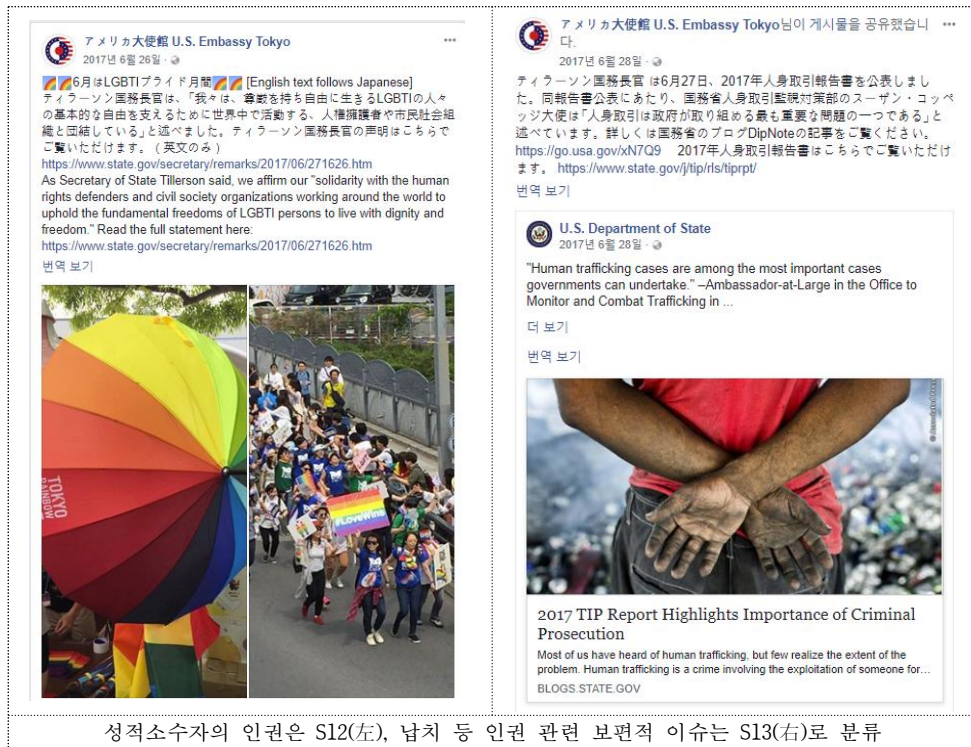 アメリカ大使館 U.S. Embassy Tokyo
2017년 6월 26일 ·
6月はLGBTIプライド月間 [English text follows Japanese]
ティラーソン国務長官は、「我々は、尊厳を持ち自由に生きるLGBTIの人々
の基本的な自由を支えるために世界中で活動する、人権擁護者や市民社会組
織と団結している」と述べました。ティラーソン国務長官の声明はこちらで
ご覧いただけます。（英文のみ）
https://www.state.gov/secretary/remarks/2017/06/271626.htm
As Secretary of State Tillerson said, we affirm our "solidarity with the human
rights defenders and civil society organizations working around the world to
uphold the fundamental freedoms of LGBTI persons to live with dignity and
freedom." Read the full statement here:
https://www.state.gov/secretary/remarks/2017/06/271626.htm
번역 보기
TOKYO
RAINBOW
#LoveWins
アメリカ大使館 U.S. Embassy Tokyo님이 게시물을 공유했습니
다.
2017년 6월 28일 ·
ティラーソン国務長官 は6月27日、2017年人身取引報告書を公表しまし
た。同報告書公表にあたり、国務省人身取引監視対策部のスーザン・コッペ
ッジ大使は「人身取引は政府が取り組める最も重要な問題の一つである」と
述べています。詳しくは国務省のブログDipNoteの記事をご覧ください。
https://go.usa.gov/xN7Q9 2017年人身取引報告書はこちらでご覧いただけ
ます。 https://www.state.gov/j/tip/rls/tiprpt/
번역 보기
U.S. Department of State
2017년 6월 28일 ·
"Human trafficking cases are among the most important cases
governments can undertake." –Ambassador-at-Large in the Office to
Monitor and Combat Trafficking in ...
더 보기
번역 보기
2017 TIP Report Highlights Importance of Criminal
Prosecution
Most of us have heard of human trafficking, but few realize the extent of the
problem. Human trafficking is a crime involving the exploitation of someone for...
BLOGS.STATE.GOV
성적소수자의 인권은 S12(左), 납치 등 인권 관련 보편적 이슈는 S13(右)로 분류